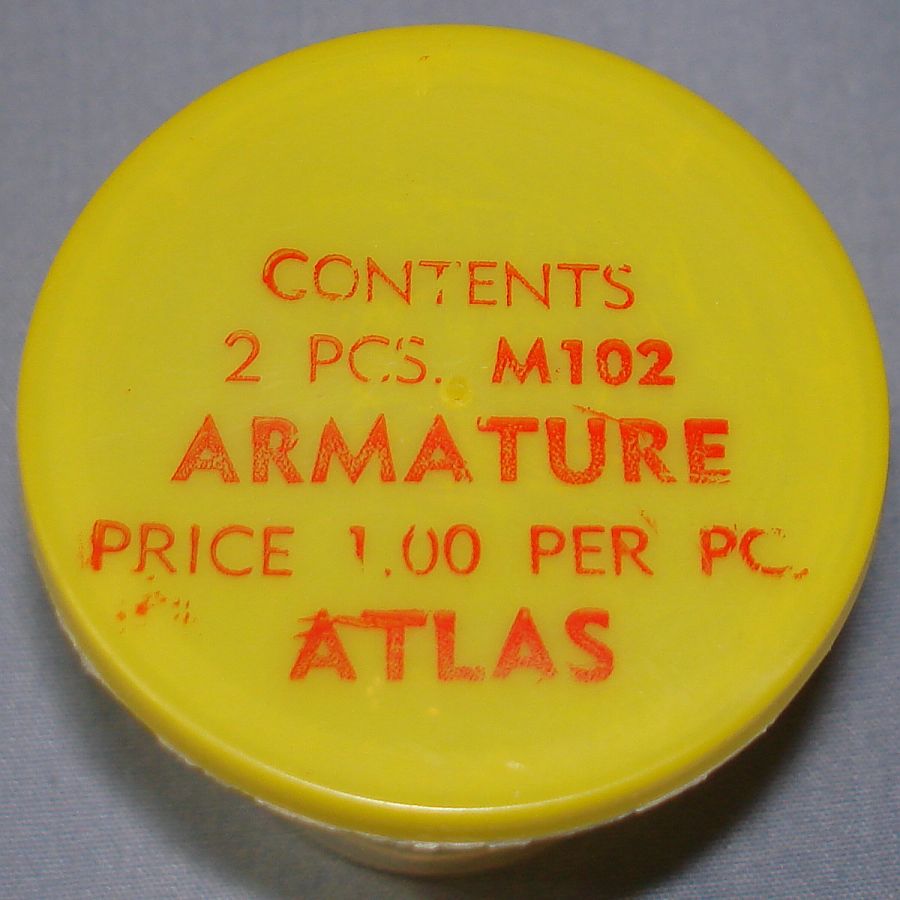 CONTENTS
2 PCS. M102
ARMATURE
PRICE 1.00 PER PC.
ATLAS